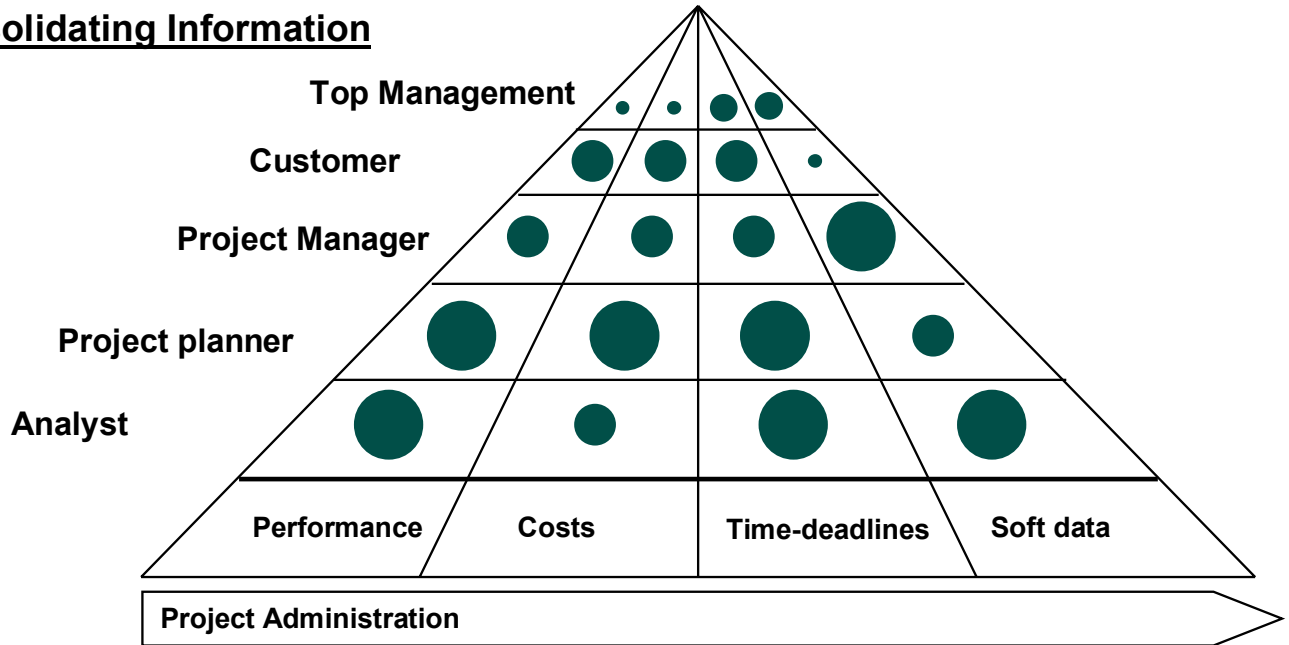 olidating Information
Top Management
Customer
Project Manager
Project planner
Analyst
Performance Costs Time-deadlines Soft data
Project Administration